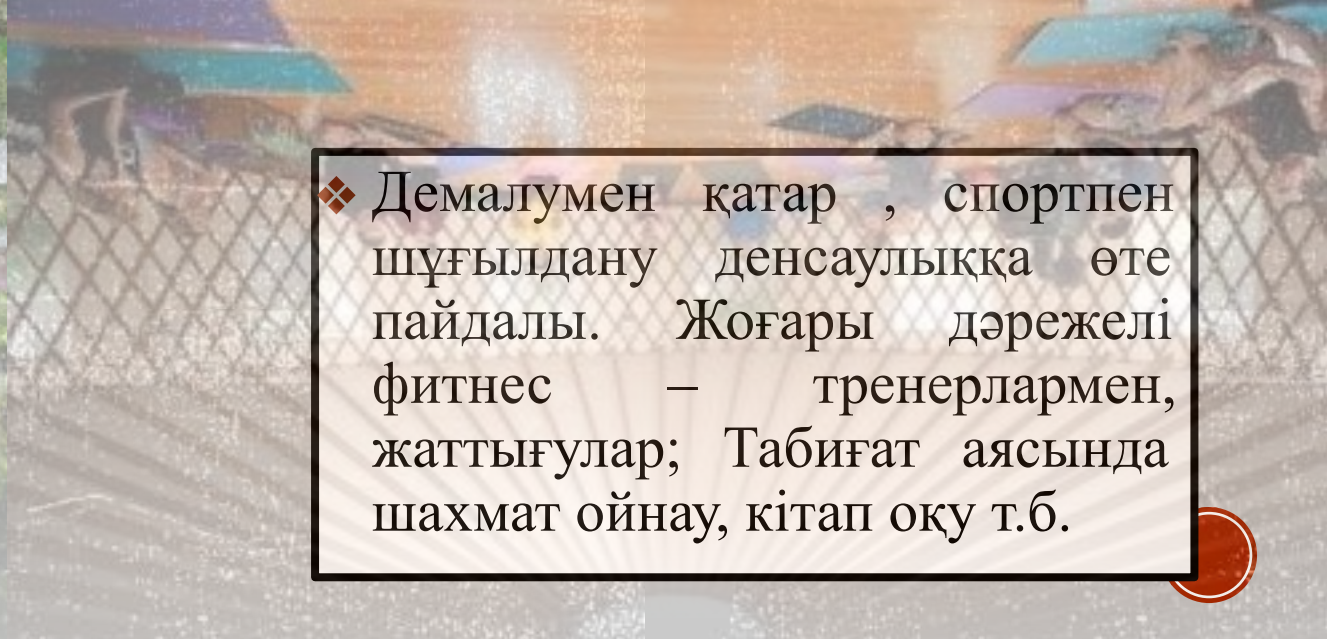 Демалумен қатар , спортпен
шұғылдану денсаулыққа өте
пайдалы. Жоғары дәрежелі
фитнес – тренерлармен,
жаттығулар; Табиғат аясында
шахмат ойнау, кітап оқу т.б.